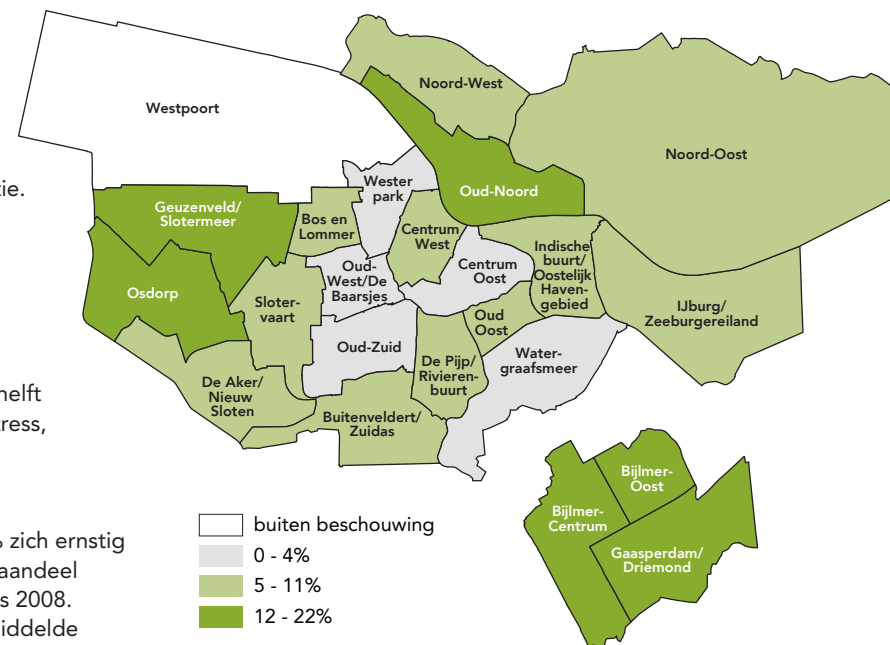 tie.
helft
tress,
% zich ernstig
aandeel
s 2008.
iddelde
Westpoort
Noord-West
Noord-Oost
Oud-Noord
Wester
park
Geuzenveld/
Slotermeer
Bos en
Lommer
Centrum
West
Centrum
Oost
Indische
buurt/
Oostelijk
Haven-
gebied
Oud-
West/De
Baarsjes
Osdorp
Sloter-
vaart
IJburg/
Zeeburgereiland
Oud
Oost
Oud-Zuid
Water-
graafsmeer
De Pijp/
Rivieren-
buurt
De Aker/
Nieuw
Sloten
Buitenveldert/
Zuidas
Bijlmer-
Oost
Bijlmer-
Centrum
Gaasperdam/
Driemond
buiten beschouwing
0 - 4%
5 - 11%
12 - 22%